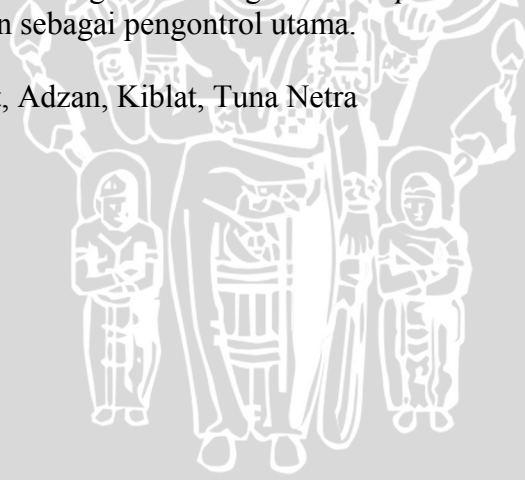 n sebagai pengontrol utama.
, Adzan, Kiblat, Tuna Netra